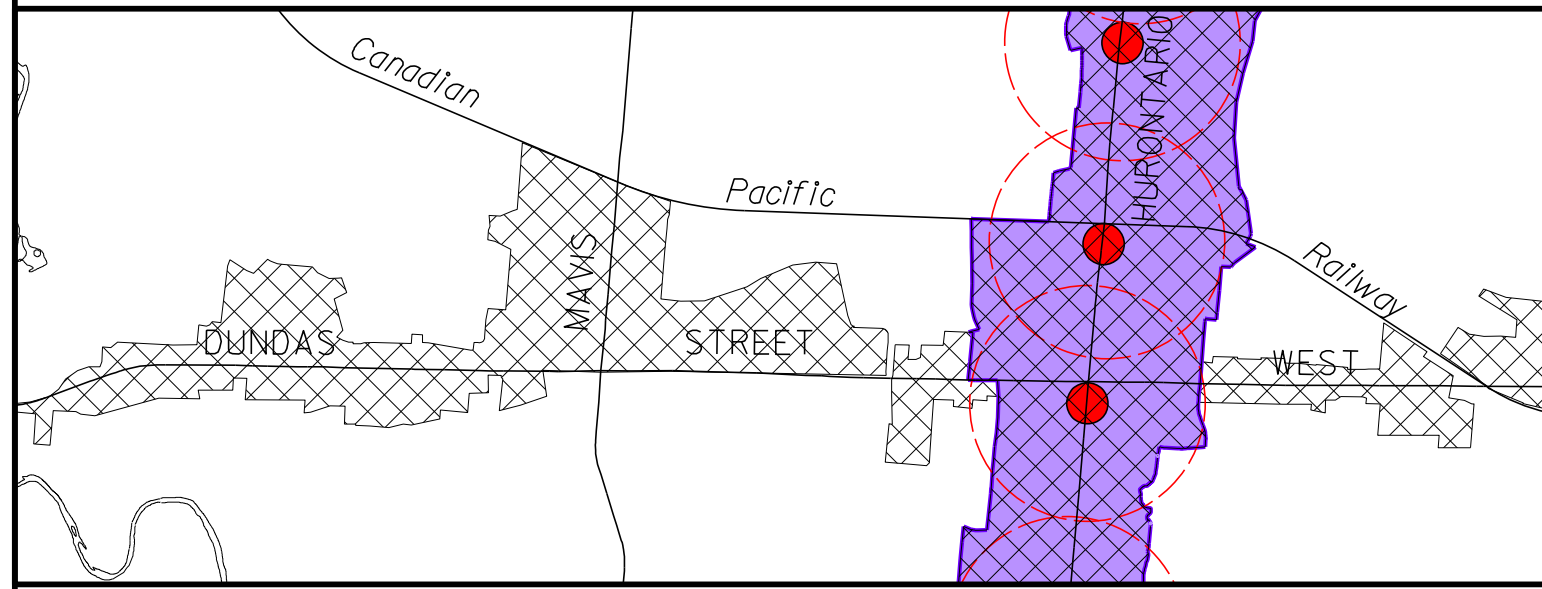 Canadian
HURONTARIO
Pacific
MAVIS
Railway
DUNDAS
STREET
WEST